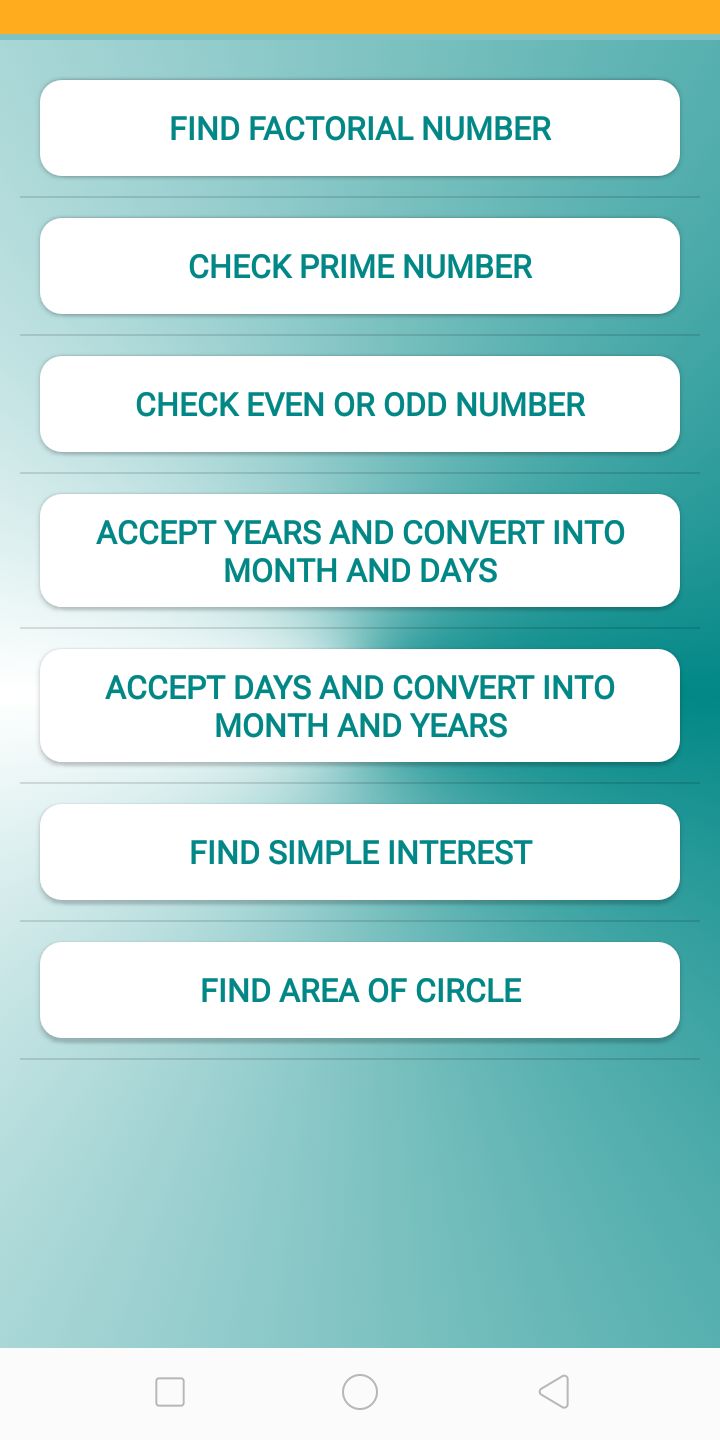 FIND FACTORIAL NUMBER
CHECK PRIME NUMBER
CHECK EVEN OR ODD NUMBER
ACCEPT YEARS AND CONVERT INTO
MONTH AND DAYS
ACCEPT DAYS AND CONVERT INTO
MONTH AND YEARS
FIND SIMPLE INTEREST
FIND AREA OF CIRCLE